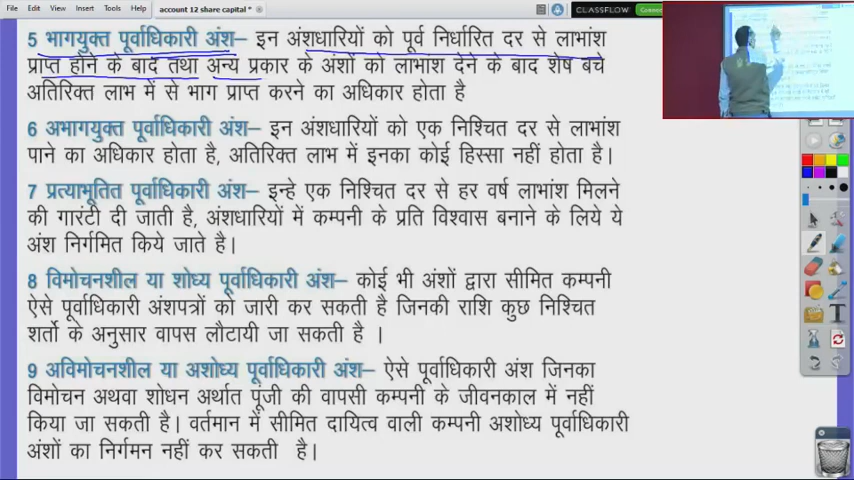 File Edit View Insert Tools Help account 12 share capital * CLASSFLOW
5 भागयुक्त पूर्वाधिकारी अंश– इन अंशधारियों को पूर्व निर्धारित दर से लाभांश
प्राप्त होने के बाद तथा अन्य प्रकार के अंशों को लाभांश देने के बाद शेष बचे
अतिरिक्त लाभ में से भाग प्राप्त करने का अधिकार होता है
6 अभागयुक्त पूर्वाधिकारी अंश– इन अंशधारियों को एक निश्चित दर से लाभांश
पाने का अधिकार होता है, अतिरिक्त लाभ में इनका कोई हिस्सा नहीं होता है।
7 प्रत्याभूतित पूर्वाधिकारी अंश– इन्हे एक निश्चित दर से हर वर्ष लाभांश मिलने
की गारंटी दी जाती है, अंशधारियों में कम्पनी के प्रति विश्वास बनाने के लिये ये
अंश निर्गमित किये जाते है।
8 विमोचनशील या शोध्य पूर्वाधिकारी अंश– कोई भी अंशों द्वारा सीमित कम्पनी
ऐसे पूर्वाधिकारी अंशपत्रों को जारी कर सकती है जिनकी राशि कुछ निश्चित
शर्तो के अनुसार वापस लौटायी जा सकती है ।
9 अविमोचनशील या अशोध्य पूर्वाधिकारी अंश– ऐसे पूर्वाधिकारी अंश जिनका
विमोचन अथवा शोधन अर्थात पूंजी की वापसी कम्पनी के जीवनकाल में नहीं
किया जा सकती है। वर्तमान में सीमित दायित्व वाली कम्पनी अशोध्य पूर्वाधिकारी
अंशों का निर्गमन नहीं कर सकती है।